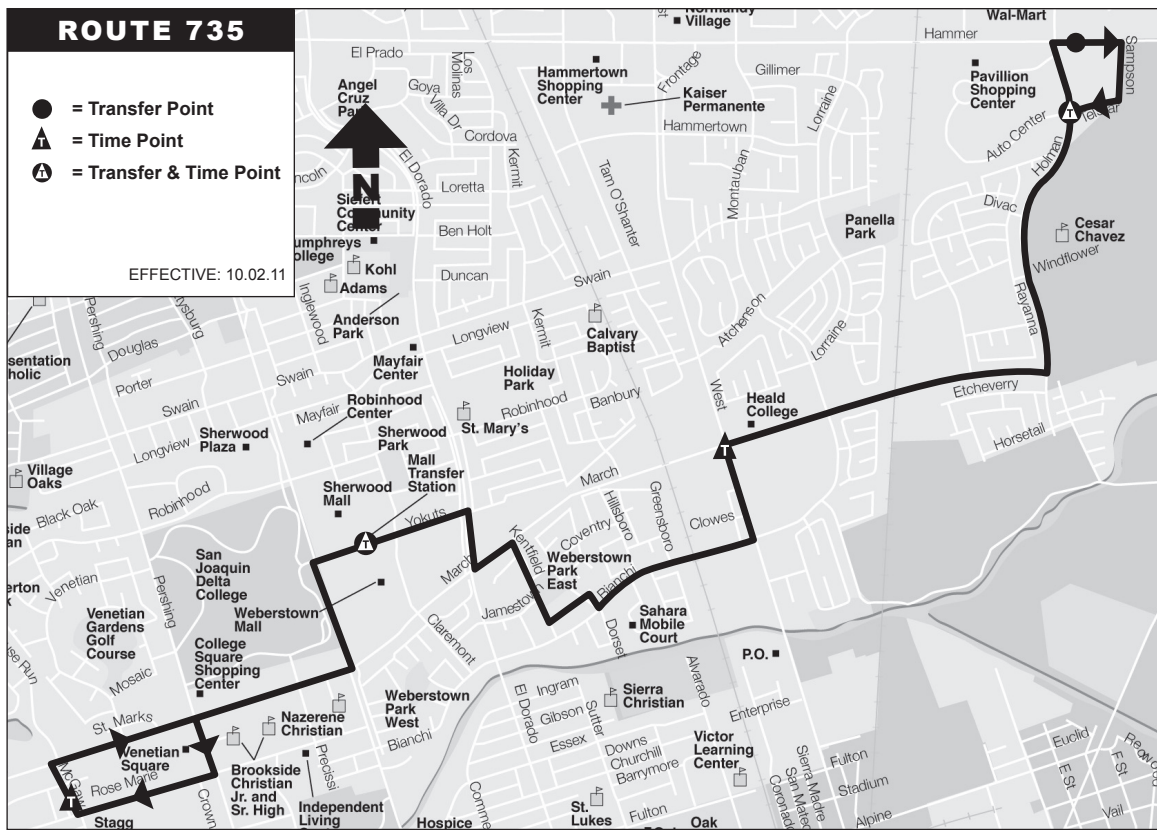 ROUTE 735
= Transfer Point
T = Time Point
T = Transfer & Time Point
EFFECTIVE: 10.02.11
N
Village
Wal-Mart
Hammer
Sampson
El Prado
Los
Molinas
Angel
Cruz
Goya
Villa Dr
Cordova
Kermit
Hammertown
Shopping
Center
Frontage
Gillimer
Kaiser
Permanente
Hammertown
Lorraine
Pavillion
Shopping
Center
Auto Center
T
Holman
El Dorado
Loretta
Ben Holt
Duncan
Tam O'Shanter
Montauban
Panella
Park
Divac
Cesar
Chavez
Windflower
Rayanna
Center
Kohl
Adams
Inglewood
Anderson
Park
Pershing
Douglas
Porter
Swain
Swain
Longview
Kermit
Swain
Calvary
Baptist
Atchenson
Lorraine
Mayfair
Center
Mayfair
Holiday
Park
Robinhood
Banbury
West
Heald
College
Etcheverry
Horsetail
Robinhood
Center
St. Mary's
Sherwood
Plaza
Longview
Sherwood
Park
Mall
Transfer
Station
T
Village
Oaks
Black Oak
Robinhood
Sherwood
Mall
Yokuts
T
March
Hillsboro
Greensboro
Coventry
Kentfield
Clowes
Weberstown
Park
East
Bianchi
March
Jamestown
Venetian
Pershing
San
Joaquin
Delta
College
Weberstown
Mall
Venetian
Gardens
Golf
Course
College
Square
Shopping
Center
Mosaic
Claremont
Dorset
Sahara
Mobile
Court
P.O.
Alvarado
Enterprise
St. Marks
Nazerene
Christian
Weberstown
Park
West
Bianchi
El Dorado
Ingram
Gibson
Essex
Sutter
Sierra
Christian
Downs
Churchill
Barrymore
Fulton
Victor
Learning
Center
Sierra Madre
San Mateo
Coronado
Fulton
Stadium
Alpine
Euclid
E St
F St
Vail
Venetian
Square
McGaw
Rose Marie
T
Stagg
Crown
Brookside
Christian
Jr. and
Sr. High
Precissi
Independent
Living
Hospice
St.
Lukes
Oak